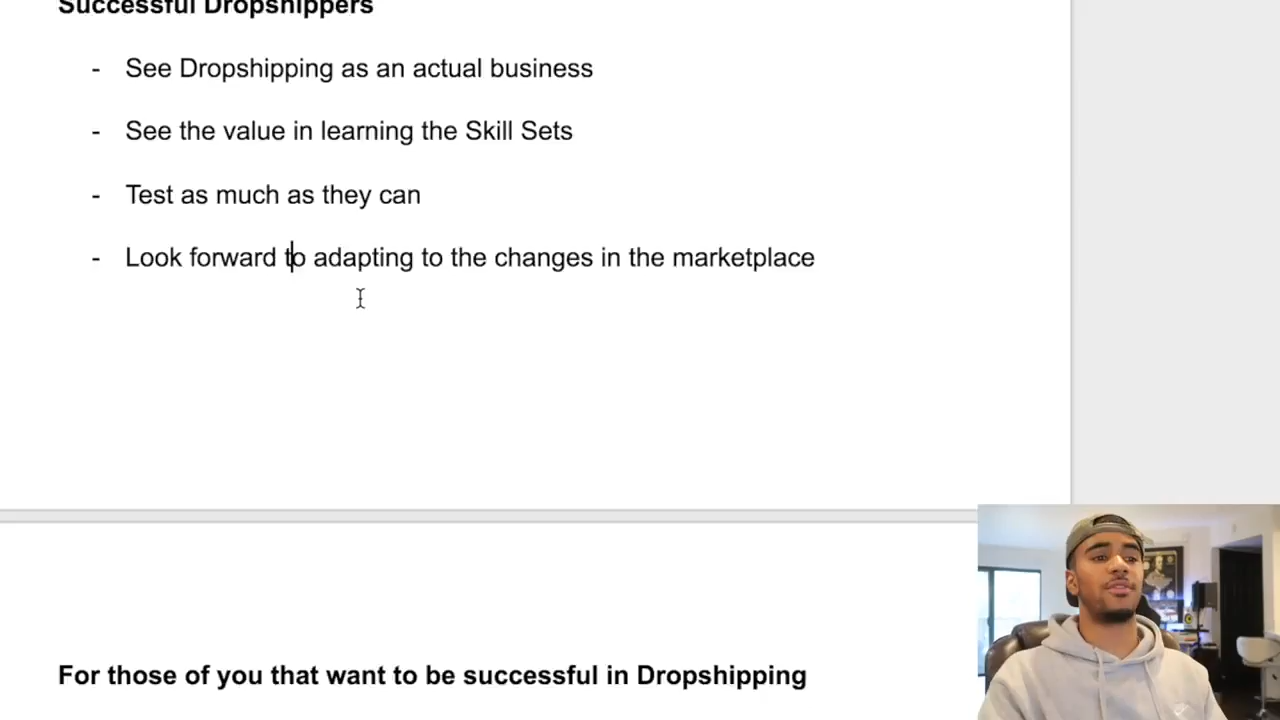 Successful Dropshippers
- See Dropshipping as an actual business
- See the value in learning the Skill Sets
- Test as much as they can
- Look forward to adapting to the changes in the marketplace
For those of you that want to be successful in Dropshipping